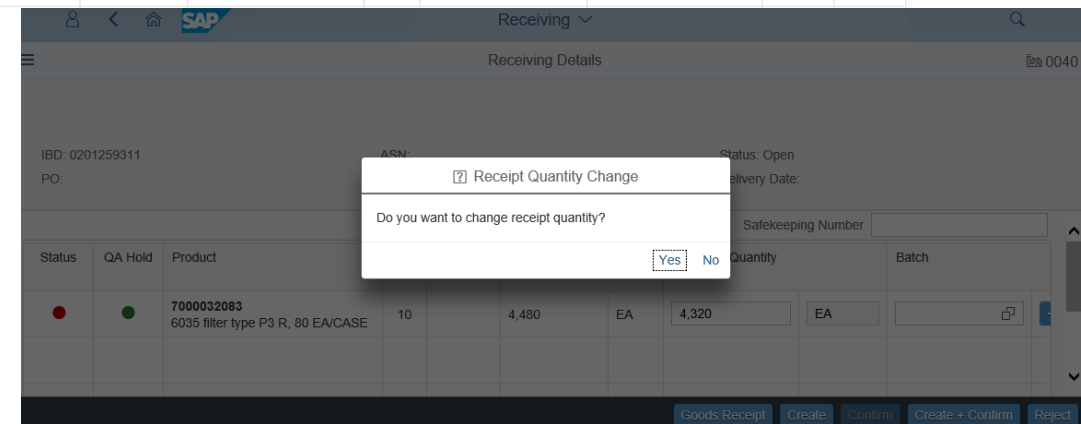 SAP
Receiving
Receiving Details
0040
IBD: 0201259311
ASN:
Status: Open
PO:
elivery Date:
? Receipt Quantity Change
Do you want to change receipt quantity?
Yes No
Safekeeping Number
Status QA Hold Product Quantity Batch
7000032083
6035 filter type P3 R, 80 EA/CASE 10 4,480 EA 4,320 EA
Goods Receipt Create Confirm Create + Confirm Reject